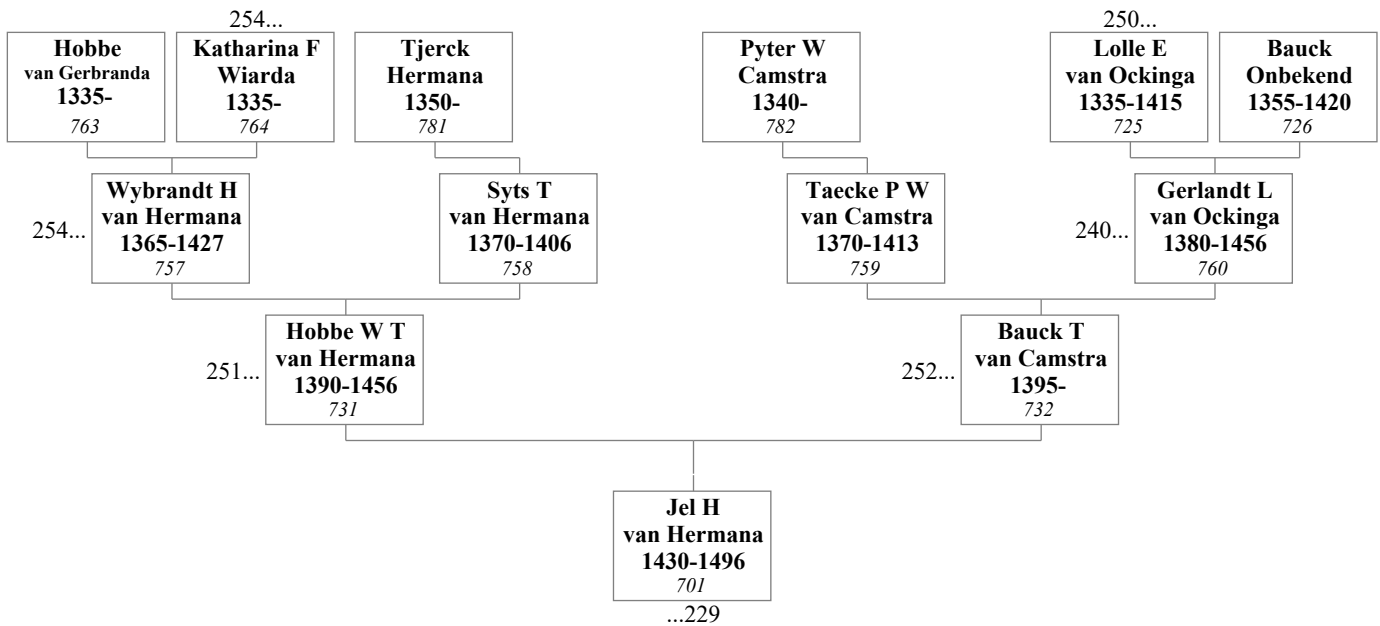 254...
250...
Hobbe
van Gerbranda
1335-
763
Katharina F
Wiarda
1335-
764
Tjerck
Hermana
1350-
781
Pyter W
Camstra
1340-
782
Lolle E
van Ockinga
1335-1415
725
Bauck
Onbekend
1355-1420
726
254...
Wybrandt H
van Hermana
1365-1427
757
Syts T
van Hermana
1370-1406
758
Taecke P W
van Camstra
1370-1413
759
240...
Gerlandt L
van Ockinga
1380-1456
760
251...
Hobbe W T
van Hermana
1390-1456
731
252...
Bauck T
van Camstra
1395-
732
Jel H
van Hermana
1430-1496
701
...229